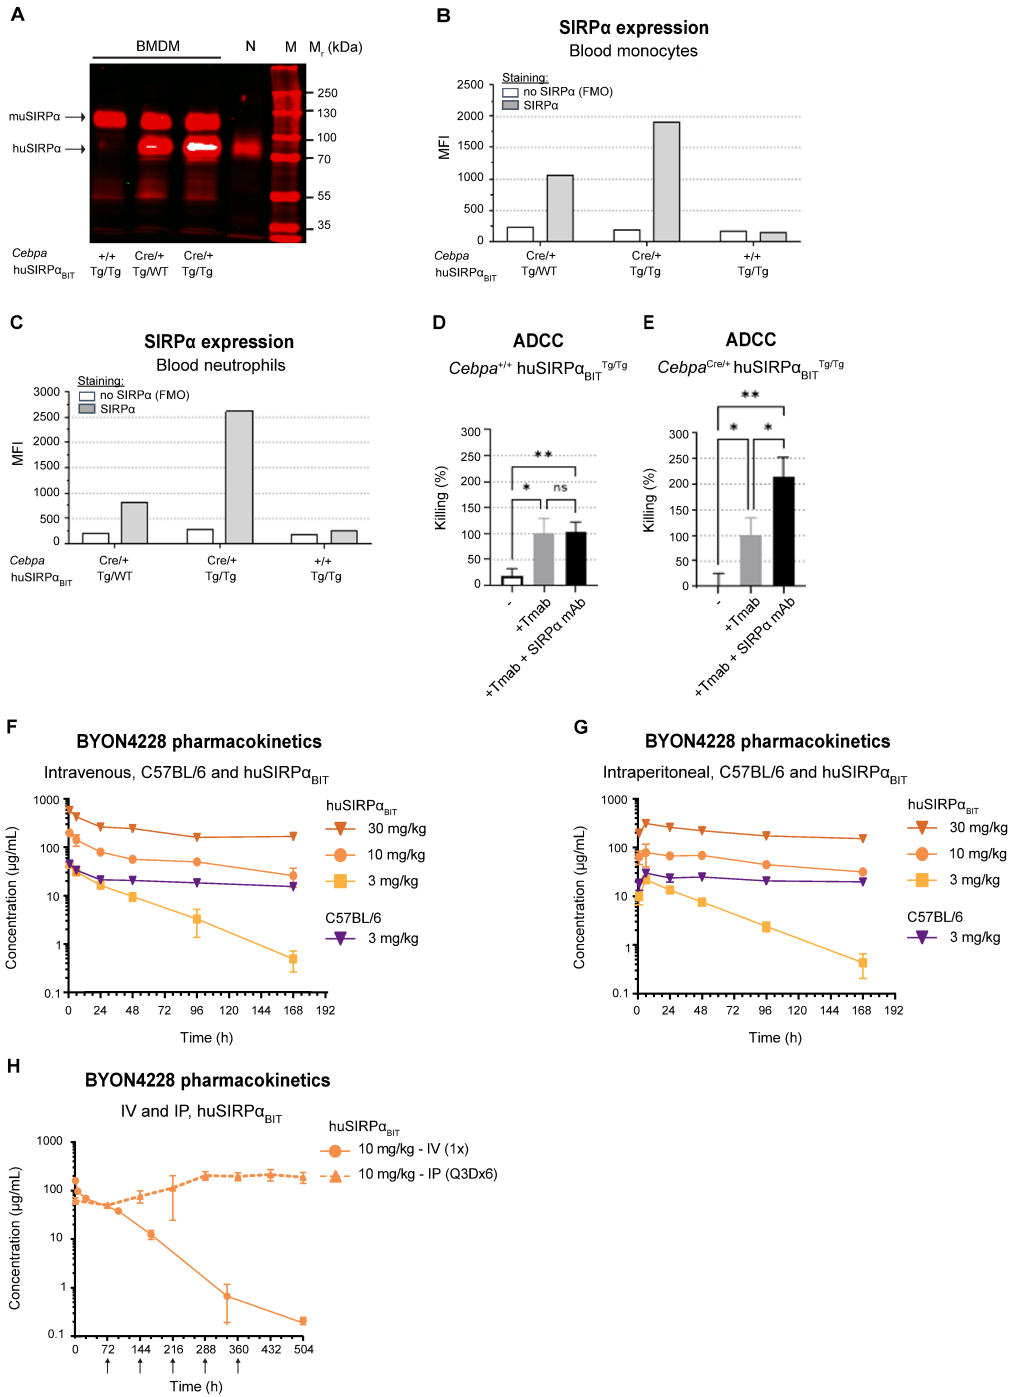 A
BMDM N M Mr (kDa)
muSIRPα
huSIRPα
250
130
100
70
55
35
Cebpa +/+ Cre/+ Cre/+
huSIRPαBIT Tg/Tg Tg/WT Tg/Tg
B
SIRPα expression
Blood monocytes
Staining:
no SIRPα (FMO)
SIRPα
MFI
2500
2000
1500
1000
500
0
Cebpa Cre/+ Cre/+ +/+
huSIRPαBIT Tg/WT Tg/Tg Tg/Tg
C
SIRPα expression
Blood neutrophils
Staining:
no SIRPα (FMO)
SIRPα
MFI
3000
2500
2000
1500
1000
500
0
Cebpa Cre/+ Cre/+ +/+
huSIRPαBIT Tg/WT Tg/Tg Tg/Tg
D
ADCC
Cebpa+/+ huSIRPαBITTg/Tg
Killing (%)
300
250
200
150
100
50
0
**
* ns
-
+Tmab
+Tmab + SIRPα mAb
E
ADCC
CebpaCre/+ huSIRPαBITTg/Tg
Killing (%)
300
250
200
150
100
50
0
**
* *
-
+Tmab
+Tmab + SIRPα mAb
F
BYON4228 pharmacokinetics
Intravenous, C57BL/6 and huSIRPαBIT
Concentration (µg/mL)
1000
100
10
1
0.1
0 24 48 72 96 120 144 168 192
Time (h)
huSIRPαBIT
30 mg/kg
10 mg/kg
3 mg/kg
C57BL/6
3 mg/kg
G
BYON4228 pharmacokinetics
Intraperitoneal, C57BL/6 and huSIRPαBIT
Concentration (µg/mL)
1000
100
10
1
0.1
0 24 48 72 96 120 144 168 192
Time (h)
huSIRPαBIT
30 mg/kg
10 mg/kg
3 mg/kg
C57BL/6
3 mg/kg
H
BYON4228 pharmacokinetics
IV and IP, huSIRPαBIT
Concentration (µg/mL)
1000
100
10
1
0.1
0 72 144 216 288 360 432 504
Time (h)
huSIRPαBIT
10 mg/kg - IV (1x)
10 mg/kg - IP (Q3Dx6)